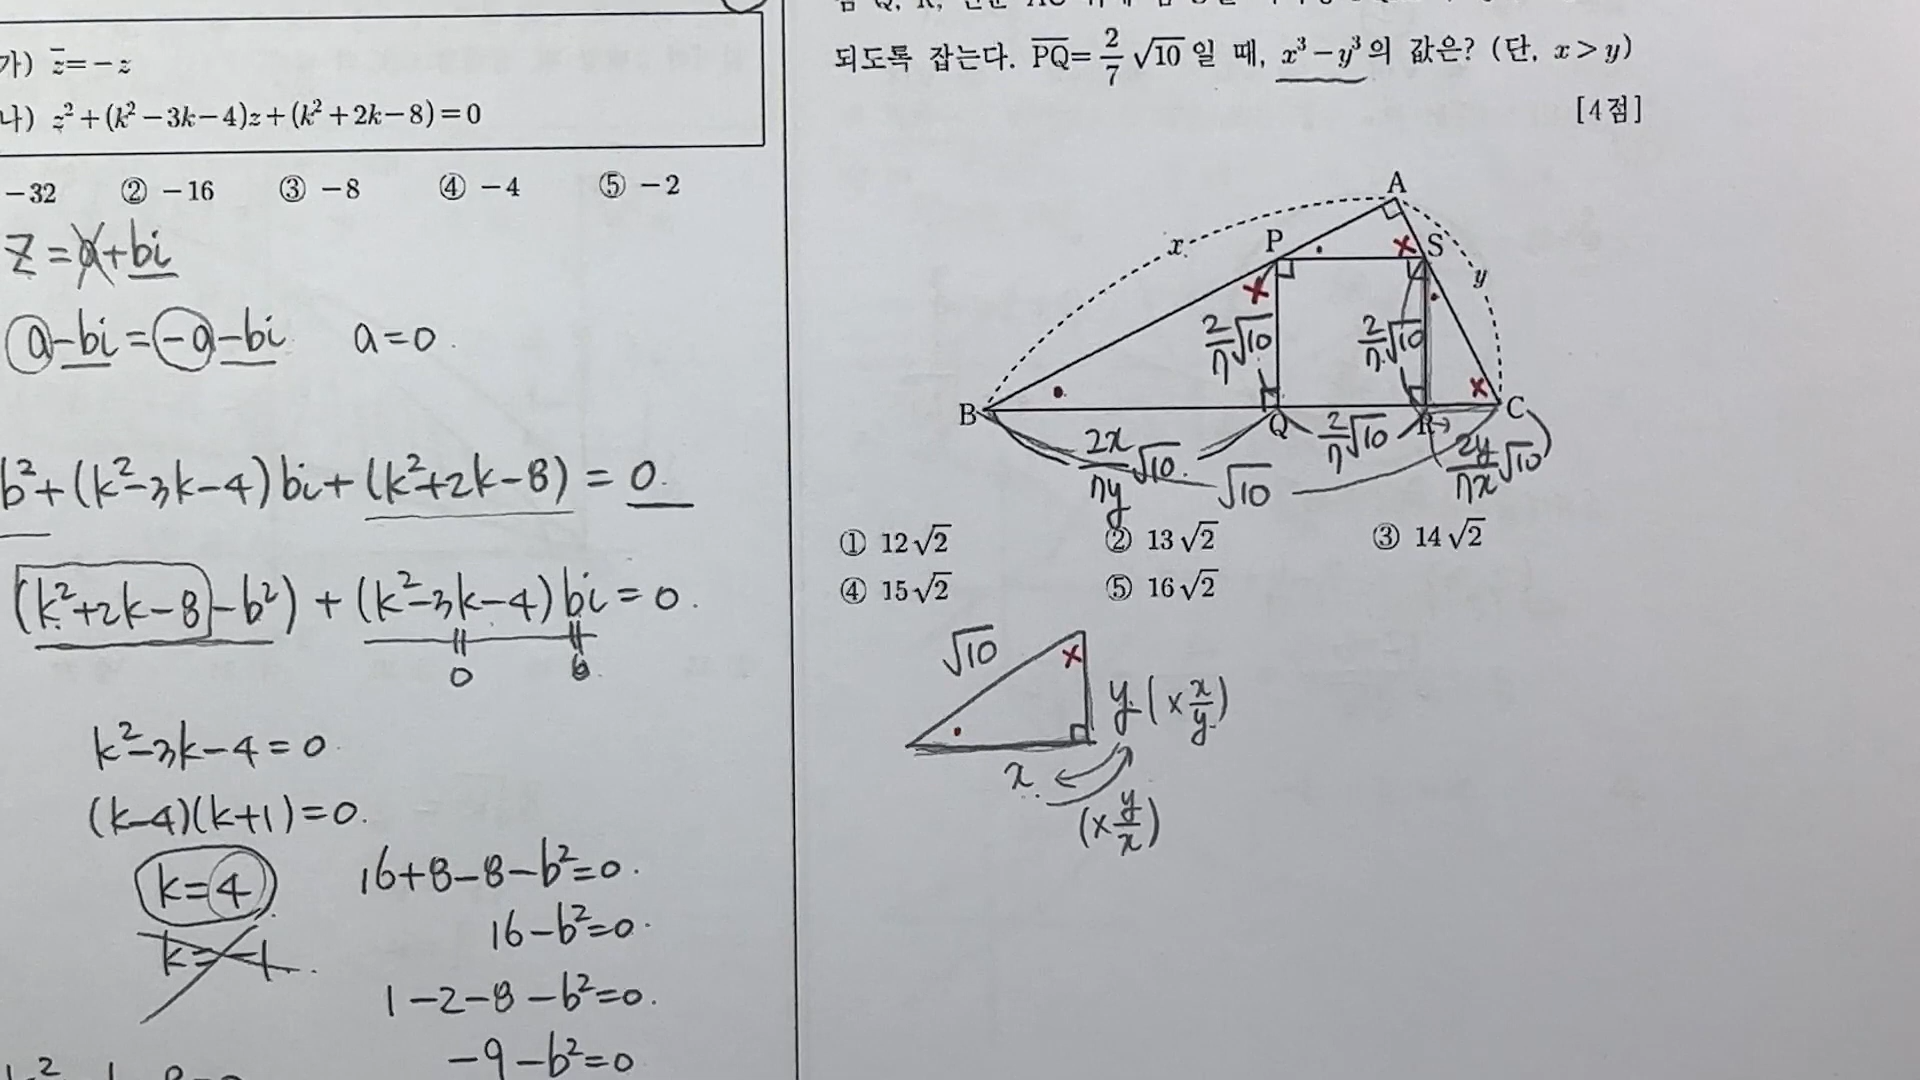 가) z̅=−z
나) z²+(k²−3k−4)z+(k²+2k−8)=0
−32 ② −16 ③ −8 ④ −4 ⑤ −2
z=a+bi
a−bi=−a−bi a=0.
b²+(k²−3k−4)bi+(k²+2k−8)=0.
(k²+2k−8−b²)+(k²−3k−4)bi=0.
0
k²−3k−4=0
(k−4)(k+1)=0.
k=4
k=−1
16+8−8−b²=0.
16−b²=0.
1−2−8−b²=0.
−9−b²=0
되도록 잡는다. P̅Q̅=2/7√10 일 때, x³−y³의 값은? (단, x>y)
[4점]
A
x
P
S
y
×
×
2/7√10
2/7√10
×
B
Q
R
C
2x/7y√10
2/7√10
2y/7x√10
√10
① 12√2 ② 13√2 ③ 14√2
④ 15√2 ⑤ 16√2
√10
×
y(×x/y)
x
(×y/x)